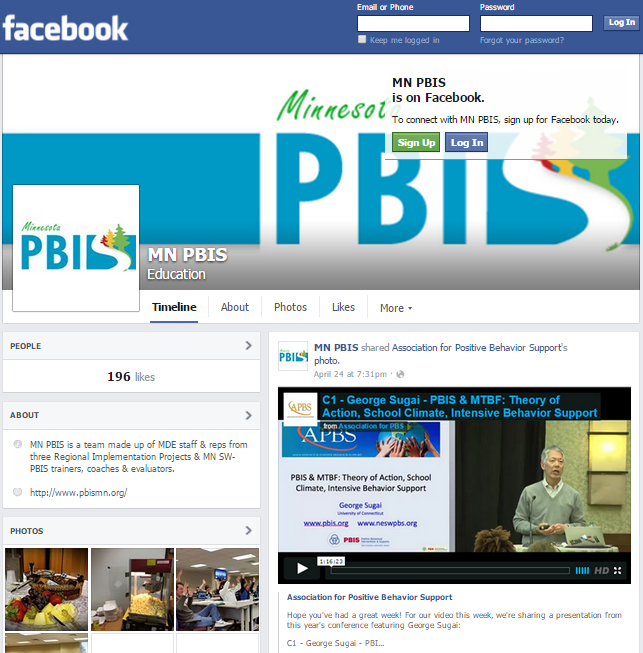 facebook
Email or Phone
Password
Log In
Keep me logged in
Forgot your password?
MN PBIS
is on Facebook.
To connect with MN PBIS, sign up for Facebook today.
Sign Up
Log In
Minnesota
PBIS
Minnesota
PBIS
MN PBIS
Education
Timeline
About
Photos
Likes
More
PEOPLE
196 likes
ABOUT
MN PBIS is a team made up of MDE staff & reps from
three Regional Implementation Projects & MN SW-
PBIS trainers, coaches & evaluators.
http://www.pbismn.org/
PHOTOS
MN PBIS shared Association for Positive Behavior Support's
photo.
April 24 at 7:31pm ·
APBS
C1 - George Sugai - PBIS & MTBF: Theory of
Action, School Climate, Intensive Behavior Support
from Association for PBS
APBS
PBIS & MTBF: Theory of Action, School
Climate, Intensive Behavior Support
George Sugai
University of Connecticut
www.pbis.org www.neswpbs.org
PBIS
1:16:23
HD
Association for Positive Behavior Support
Hope you've had a great week! For our video this week, we're sharing a presentation from
this year's conference featuring George Sugai:
C1 - George Sugai - PBI...